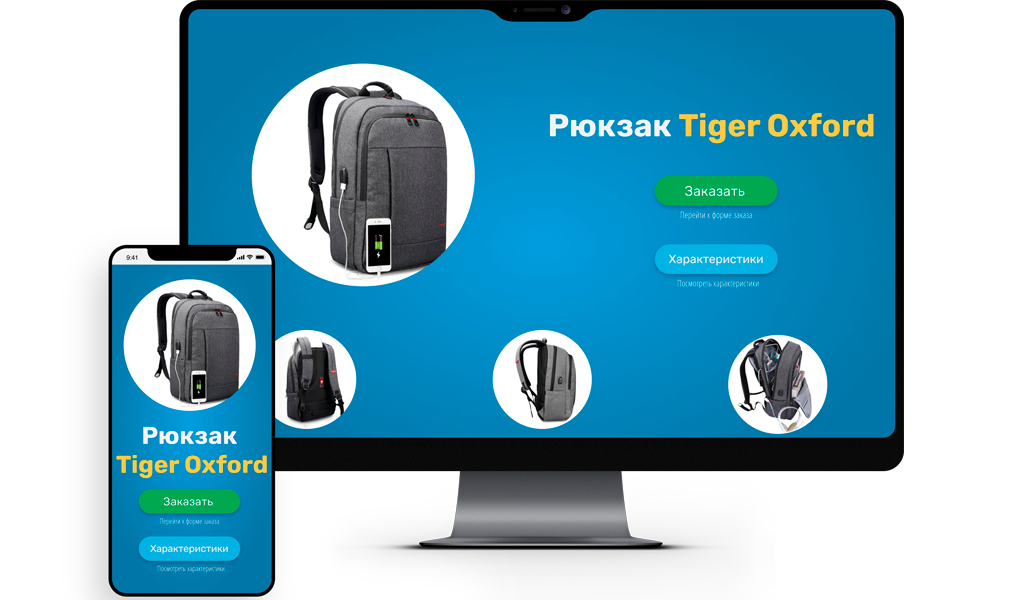 Рюкзак Tiger Oxford
Заказать
Перейти к форме заказа
Характеристики
Посмотреть характеристики
9:41
Рюкзак
Tiger Oxford
Заказать
Перейти к форме заказа
Характеристики
Посмотреть характеристики